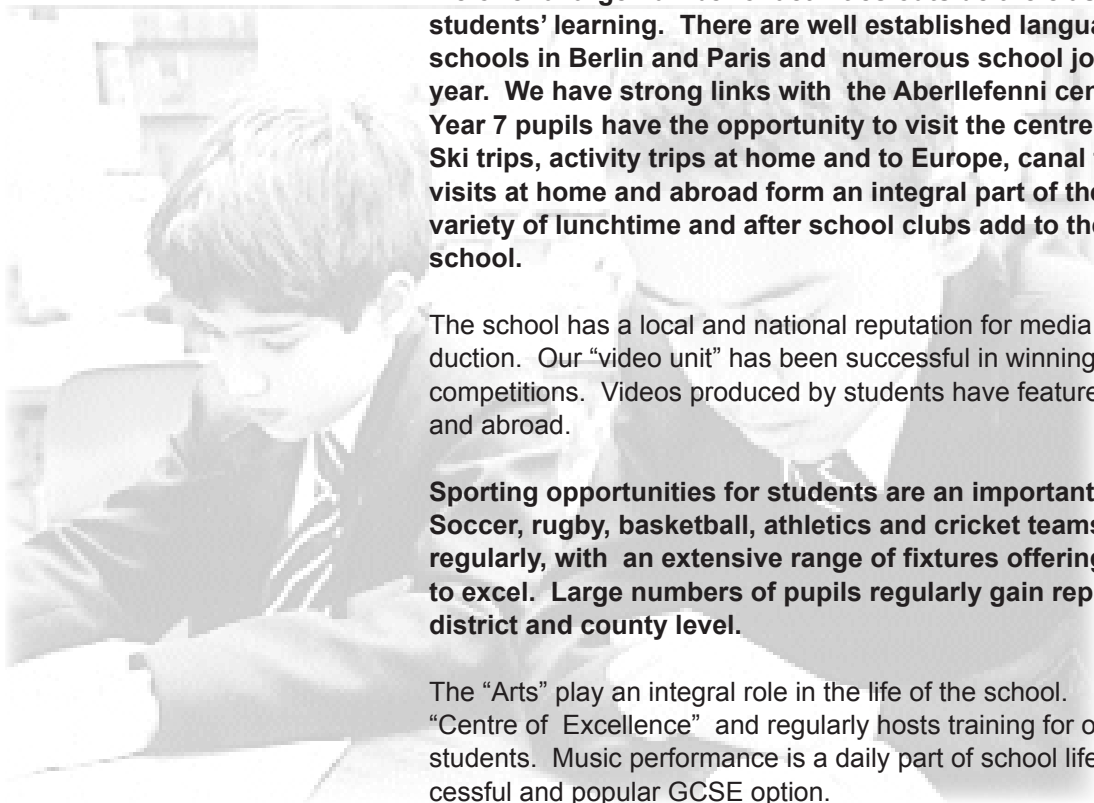 students’ learning.  There are well established
schools in Berlin and Paris and  numerous school
year.  We have strong links with  the Aberllefenni
Year 7 pupils have the opportunity to visit the centre
Ski trips, activity trips at home and to Europe, canal
visits at home and abroad form an integral part of
variety of lunchtime and after school clubs add to
school.
The school has a local and national reputation for media
duction.  Our “video unit” has been successful in winning
competitions.  Videos produced by students have
and abroad.
Sporting opportunities for students are an important
Soccer, rugby, basketball, athletics and cricket teams
regularly, with  an extensive range of fixtures offering
to excel.  Large numbers of pupils regularly gain
district and county level.
The “Arts” play an integral role in the life of the school.
“Centre of  Excellence”  and regularly hosts training for
students.  Music performance is a daily part of school life
cessful and popular GCSE option.